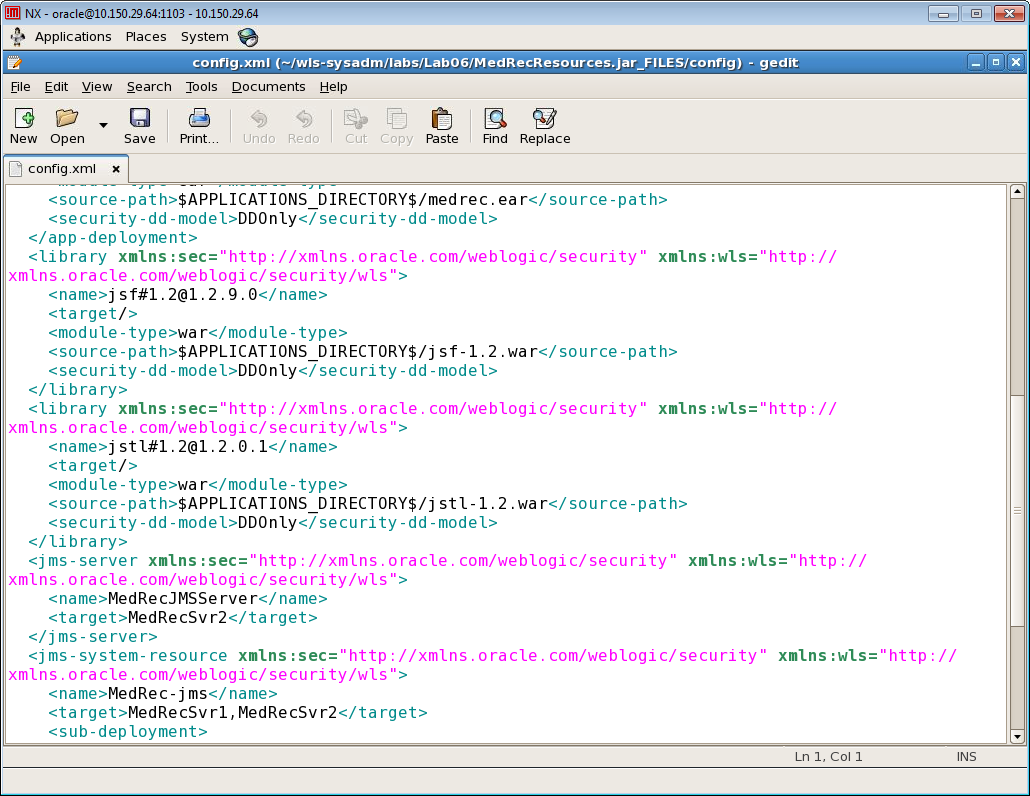 NX - oracle@10.150.29.64:1103 - 10.150.29.64
Applications Places System
config.xml (~/wls-sysadm/labs/Lab06/MedRecResources.jar_FILES/config) - gedit
File Edit View Search Tools Documents Help
New Open Save Print... Undo Redo Cut Copy Paste Find Replace
config.xml
<source-path>$APPLICATIONS_DIRECTORY$/medrec.ear</source-path>
<security-dd-model>DDOnly</security-dd-model>
</app-deployment>
<library xmlns:sec="http://xmlns.oracle.com/weblogic/security" xmlns:wls="http://
xmlns.oracle.com/weblogic/security/wls">
<name>jsf#1.2@1.2.9.0</name>
<target/>
<module-type>war</module-type>
<source-path>$APPLICATIONS_DIRECTORY$/jsf-1.2.war</source-path>
<security-dd-model>DDOnly</security-dd-model>
</library>
<library xmlns:sec="http://xmlns.oracle.com/weblogic/security" xmlns:wls="http://
xmlns.oracle.com/weblogic/security/wls">
<name>jstl#1.2@1.2.0.1</name>
<target/>
<module-type>war</module-type>
<source-path>$APPLICATIONS_DIRECTORY$/jstl-1.2.war</source-path>
<security-dd-model>DDOnly</security-dd-model>
</library>
<jms-server xmlns:sec="http://xmlns.oracle.com/weblogic/security" xmlns:wls="http://
xmlns.oracle.com/weblogic/security/wls">
<name>MedRecJMSServer</name>
<target>MedRecSvr2</target>
</jms-server>
<jms-system-resource xmlns:sec="http://xmlns.oracle.com/weblogic/security" xmlns:wls="http://
xmlns.oracle.com/weblogic/security/wls">
<name>MedRec-jms</name>
<target>MedRecSvr1,MedRecSvr2</target>
<sub-deployment>
Ln 1, Col 1 INS